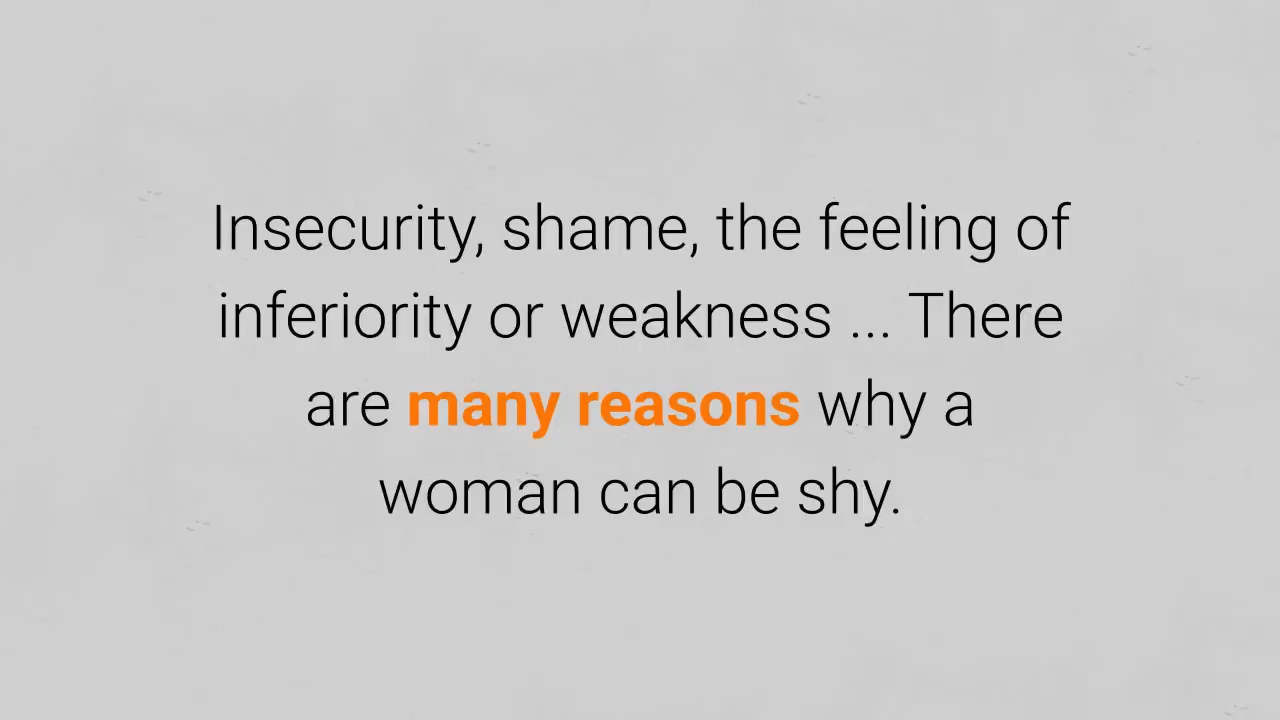 Insecurity, shame, the feeling of
inferiority or weakness ... There
are many reasons why a
woman can be shy.